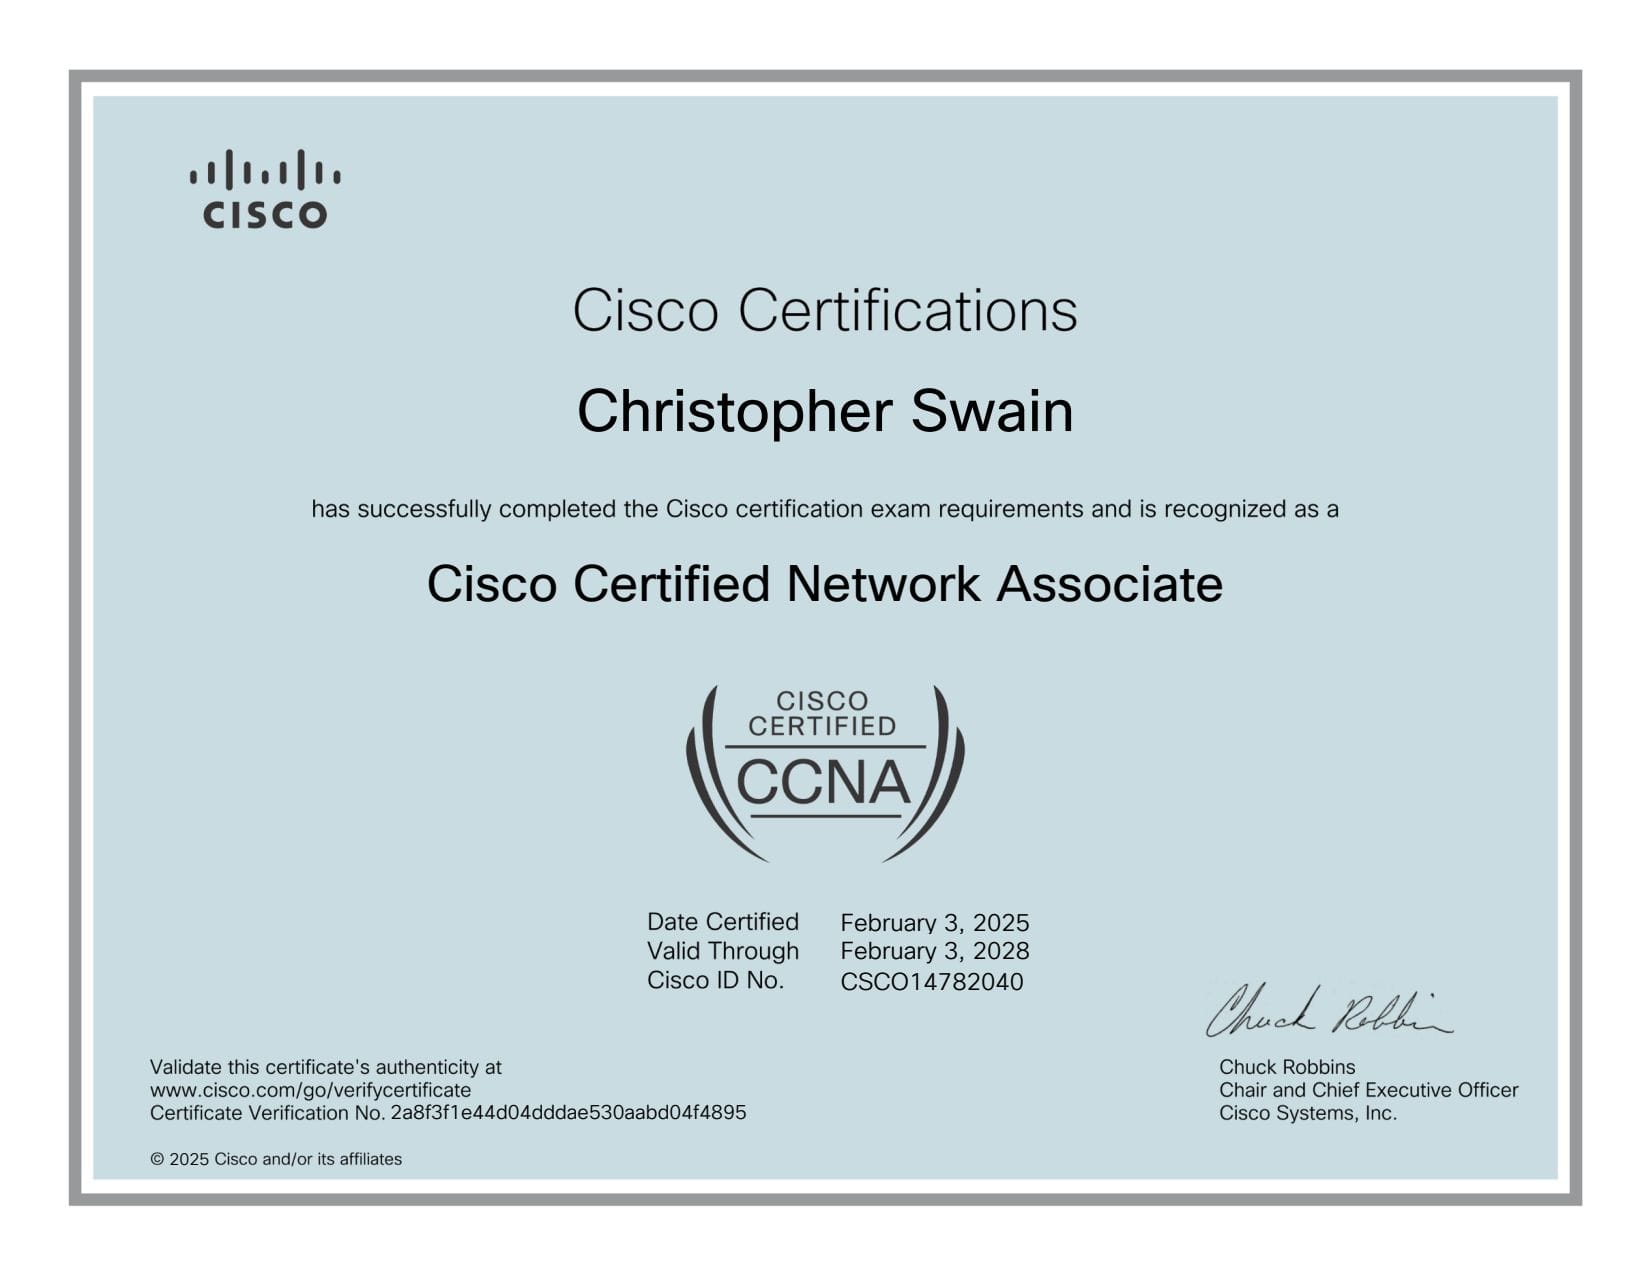 CISCO
Cisco Certifications
Christopher Swain
has successfully completed the Cisco certification exam requirements and is recognized as a
Cisco Certified Network Associate
CISCO
CERTIFIED
CCNA
Date Certified February 3, 2025
Valid Through February 3, 2028
Cisco ID No. CSCO14782040
Chuck Robbins
Validate this certificate's authenticity at
www.cisco.com/go/verifycertificate
Certificate Verification No. 2a8f3f1e44d04dddae530aabd04f4895
Chuck Robbins
Chair and Chief Executive Officer
Cisco Systems, Inc.
© 2025 Cisco and/or its affiliates